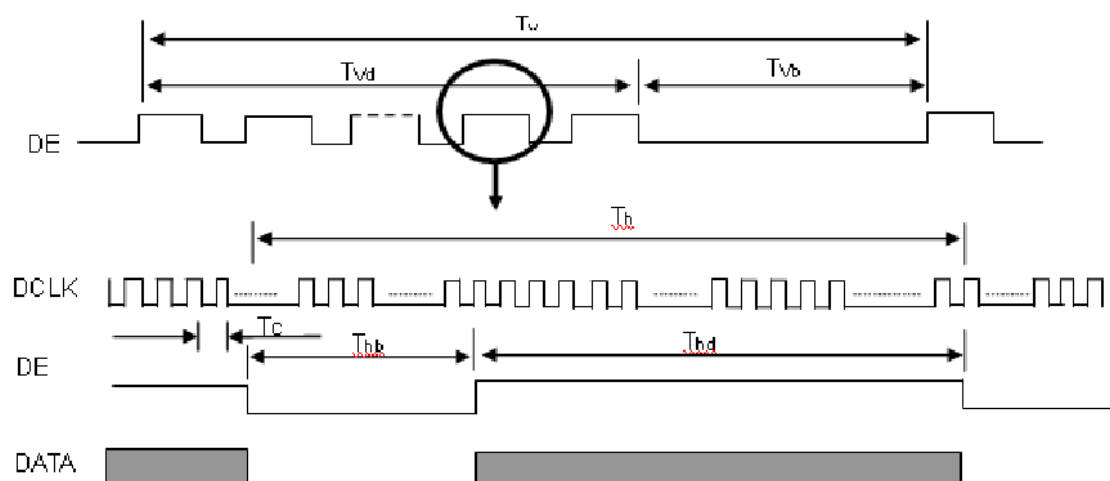 Tv
TVd
TVb
DE
Th
DCLK
TC
Thb
Thd
DE
DATA